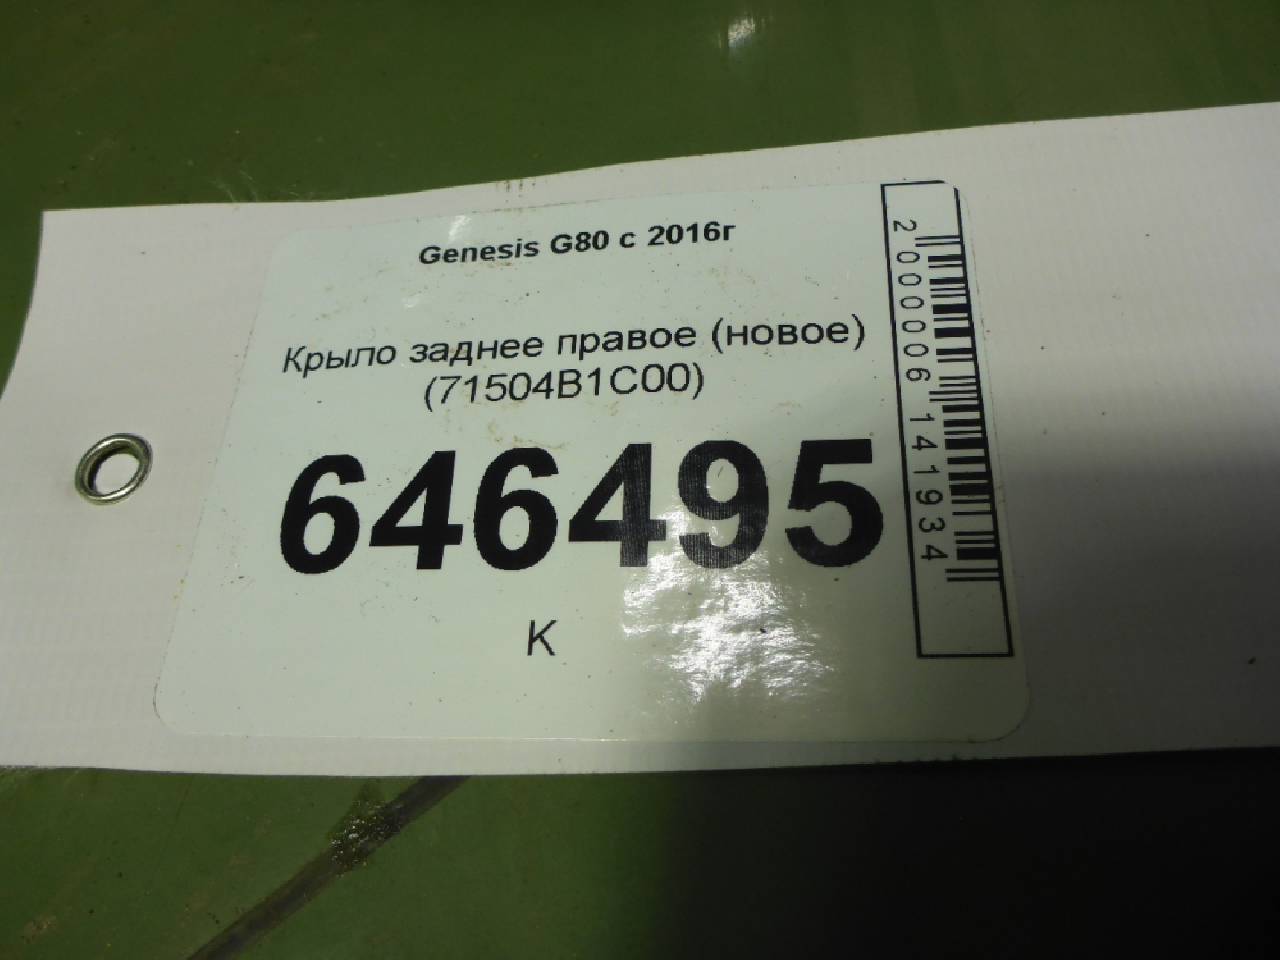 Genesis G80 с 2016г
Крыло заднее правое (новое)
(71504B1C00)
646495
К
2000006141934